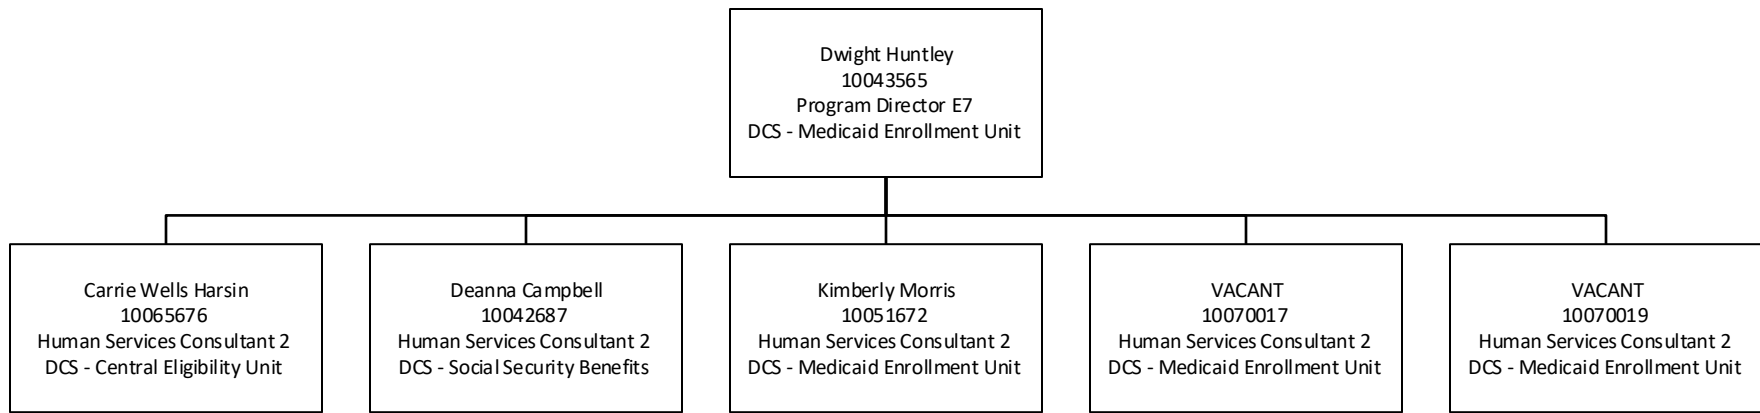 Dwight Huntley
10043565
Program Director E7
DCS - Medicaid Enrollment Unit
Carrie Wells Harsin
10065676
Human Services Consultant 2
DCS - Central Eligibility Unit
Deanna Campbell
10042687
Human Services Consultant 2
DCS - Social Security Benefits
Kimberly Morris
10051672
Human Services Consultant 2
DCS - Medicaid Enrollment Unit
VACANT
10070017
Human Services Consultant 2
DCS - Medicaid Enrollment Unit
VACANT
10070019
Human Services Consultant 2
DCS - Medicaid Enrollment Unit